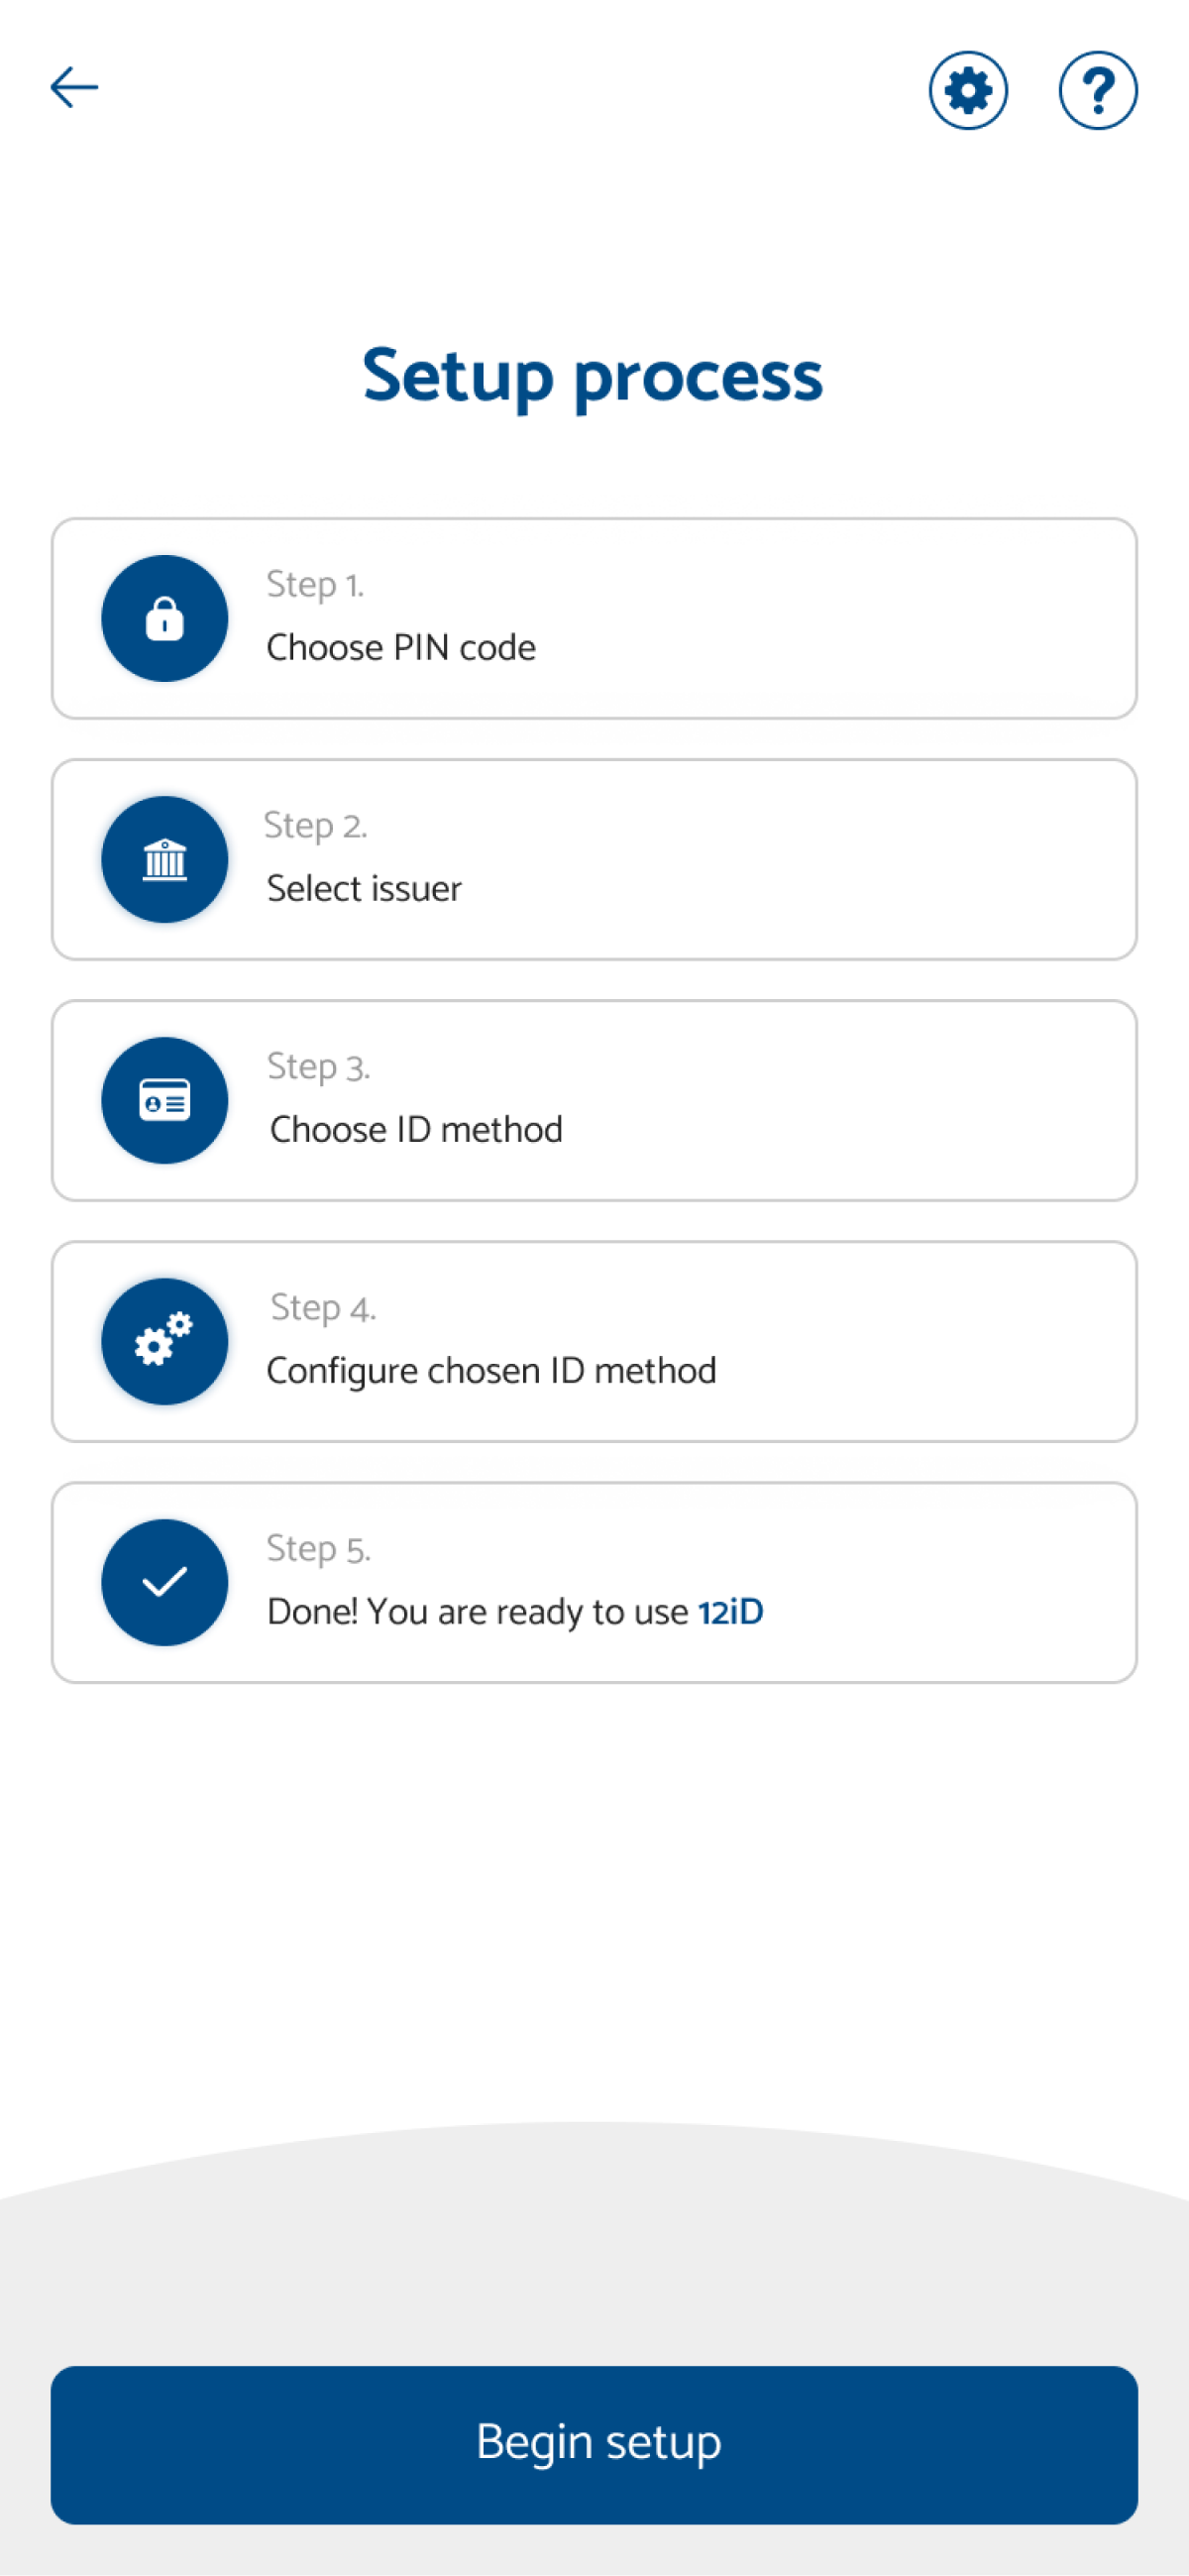 Setup process
Step 1.
Choose PIN code
Step 2.
Select issuer
Step 3.
Choose ID method
Step 4.
Configure chosen ID method
Step 5.
Done! You are ready to use 12iD
Begin setup